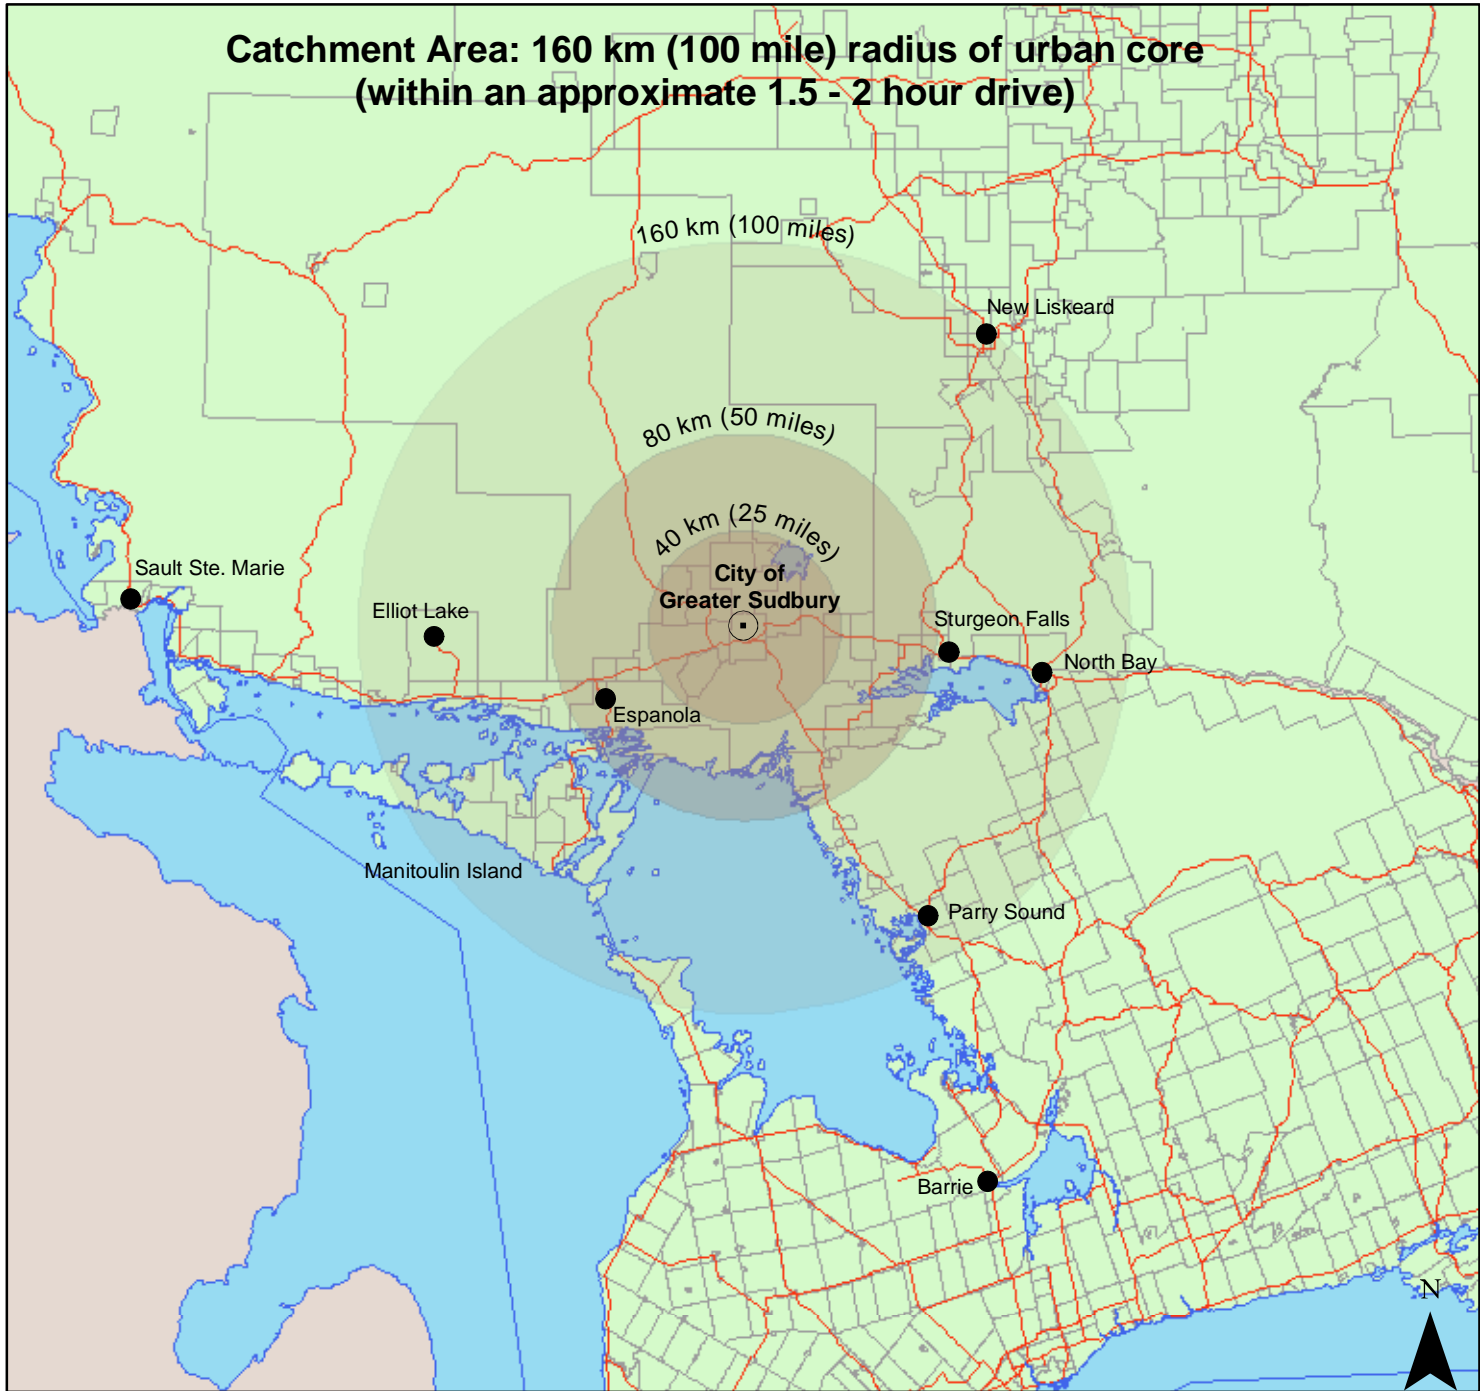 Catchment Area: 160 km (100 mile) radius of urban core
(within an approximate 1.5 - 2 hour drive)
160 km (100 miles)
New Liskeard
80 km (50 miles)
40 km (25 miles)
City of
Greater Sudbury
Sault Ste. Marie
Elliot Lake
Sturgeon Falls
North Bay
Espanola
Manitoulin Island
Parry Sound
Barrie
N